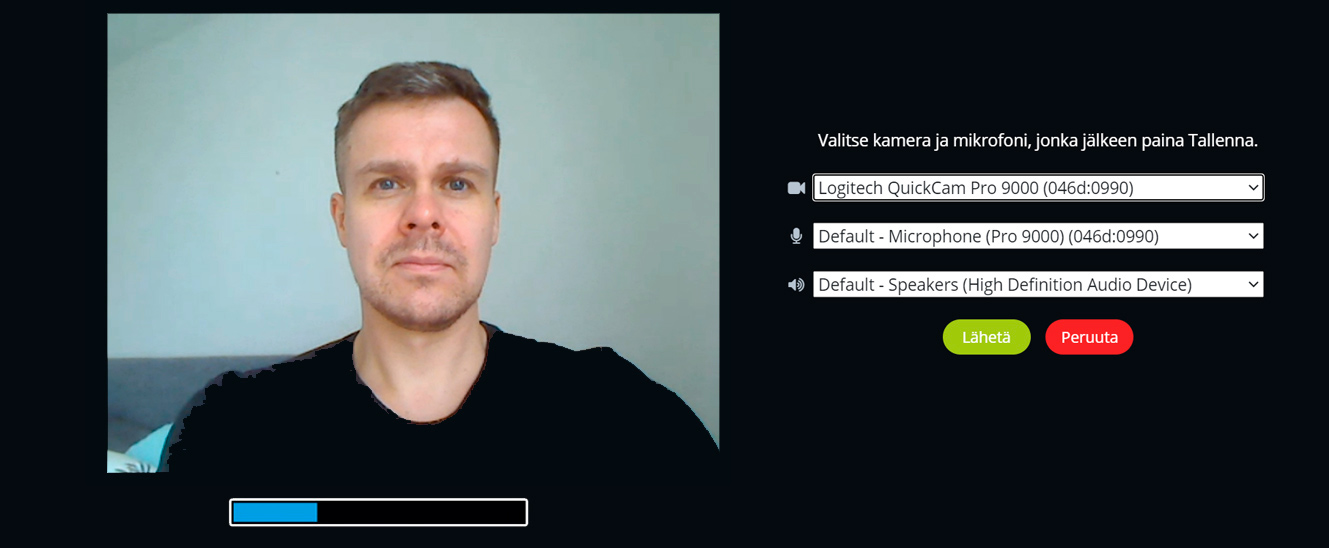 Valitse kamera ja mikrofoni, jonka jälkeen paina Tallenna.
Logitech QuickCam Pro 9000 (046d:0990)
Default - Microphone (Pro 9000) (046d:0990)
Default - Speakers (High Definition Audio Device)
Lähetä Peruuta